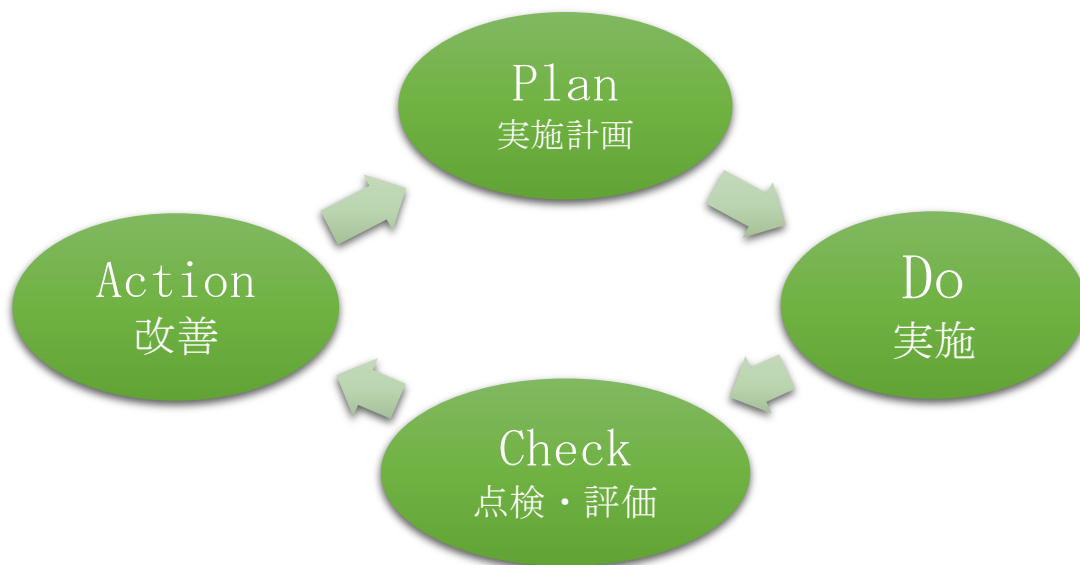 Plan
実施計画
Do
実施
Check
点検・評価
Action
改善